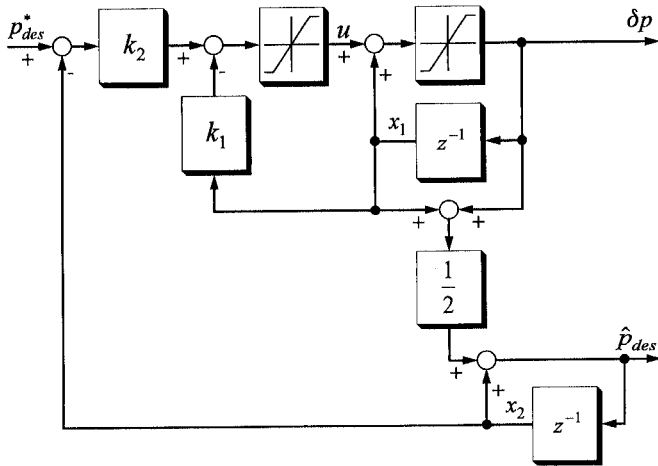 p*des + - k₂ + - u + + δp
k₁ x₁ z⁻¹
+ +
1/2
+ + p̂des
x₂ z⁻¹